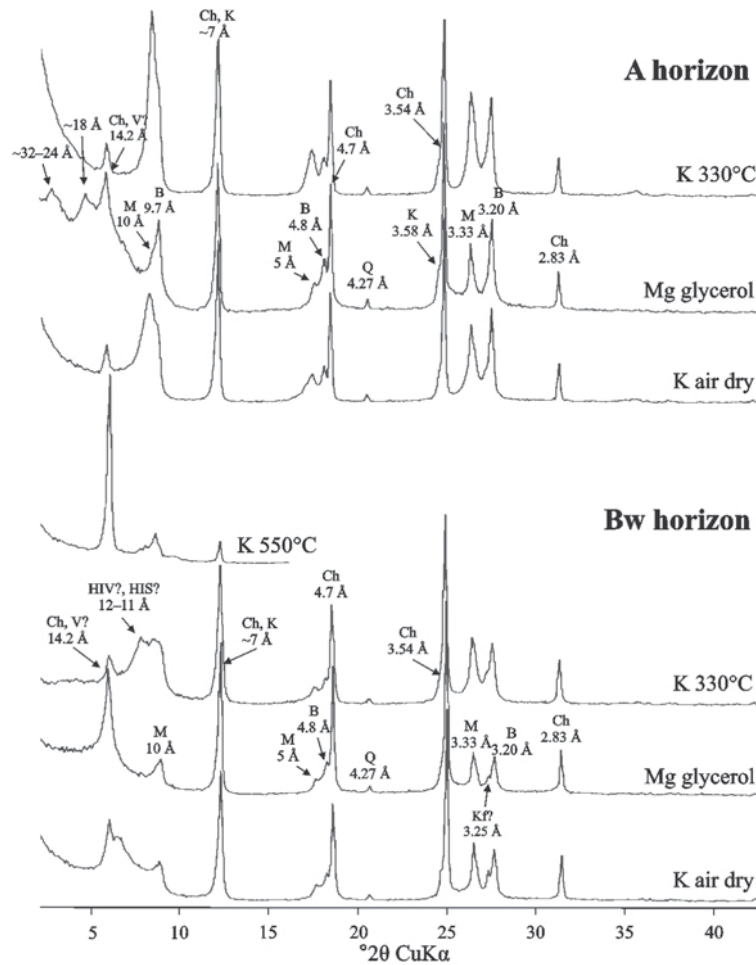 Ch, K
~7 Å
A horizon
Ch
3.54 Å
~18 Å
Ch, V?
14.2 Å
~32–24 Å
Ch
4.7 Å
K 330°C
M
10 Å
B
9.7 Å
B
4.8 Å
K
3.58 Å
M
3.33 Å
B
3.20 Å
M
5 Å
Q
4.27 Å
Ch
2.83 Å
Mg glycerol
K air dry
Bw horizon
K 550°C
HIV?, HIS?
12–11 Å
Ch
4.7 Å
Ch, V?
14.2 Å
Ch, K
~7 Å
Ch
3.54 Å
K 330°C
M
10 Å
B
4.8 Å
M
5 Å
Q
4.27 Å
M
3.33 Å
B
3.20 Å
Ch
2.83 Å
Mg glycerol
Kf?
3.25 Å
K air dry
5 10 15 20 25 30 35 40
°2θ CuKα